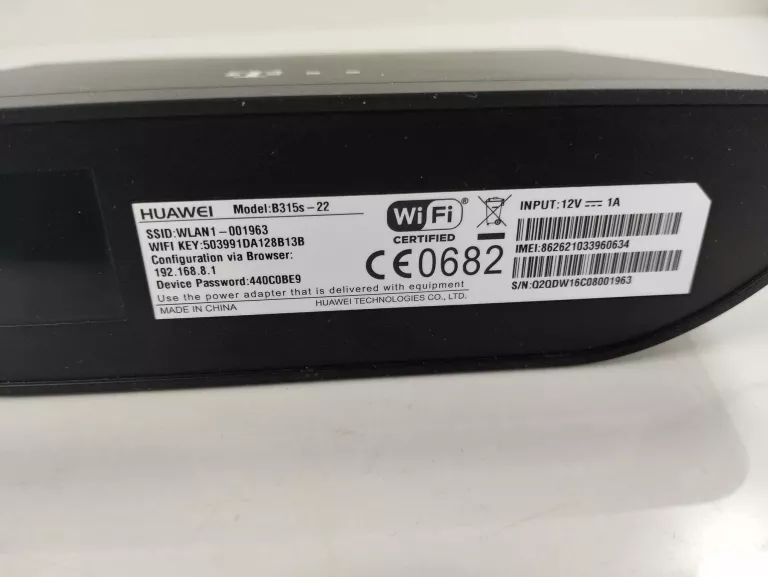 HUAWEI Model:B315s-22
SSID:WLAN1-001963
WIFI KEY:503991DA128B13B
Configuration via Browser:
192.168.8.1
Device Password:440C0BE9
Use the power adapter that is delivered with equipment
MADE IN CHINA HUAWEI TECHNOLOGIES CO., LTD.
Wi Fi ®
CERTIFIED
CE0682
INPUT:12V ⎓ 1A
IMEI:862621033960634
S/N:Q2QDW16C08001963